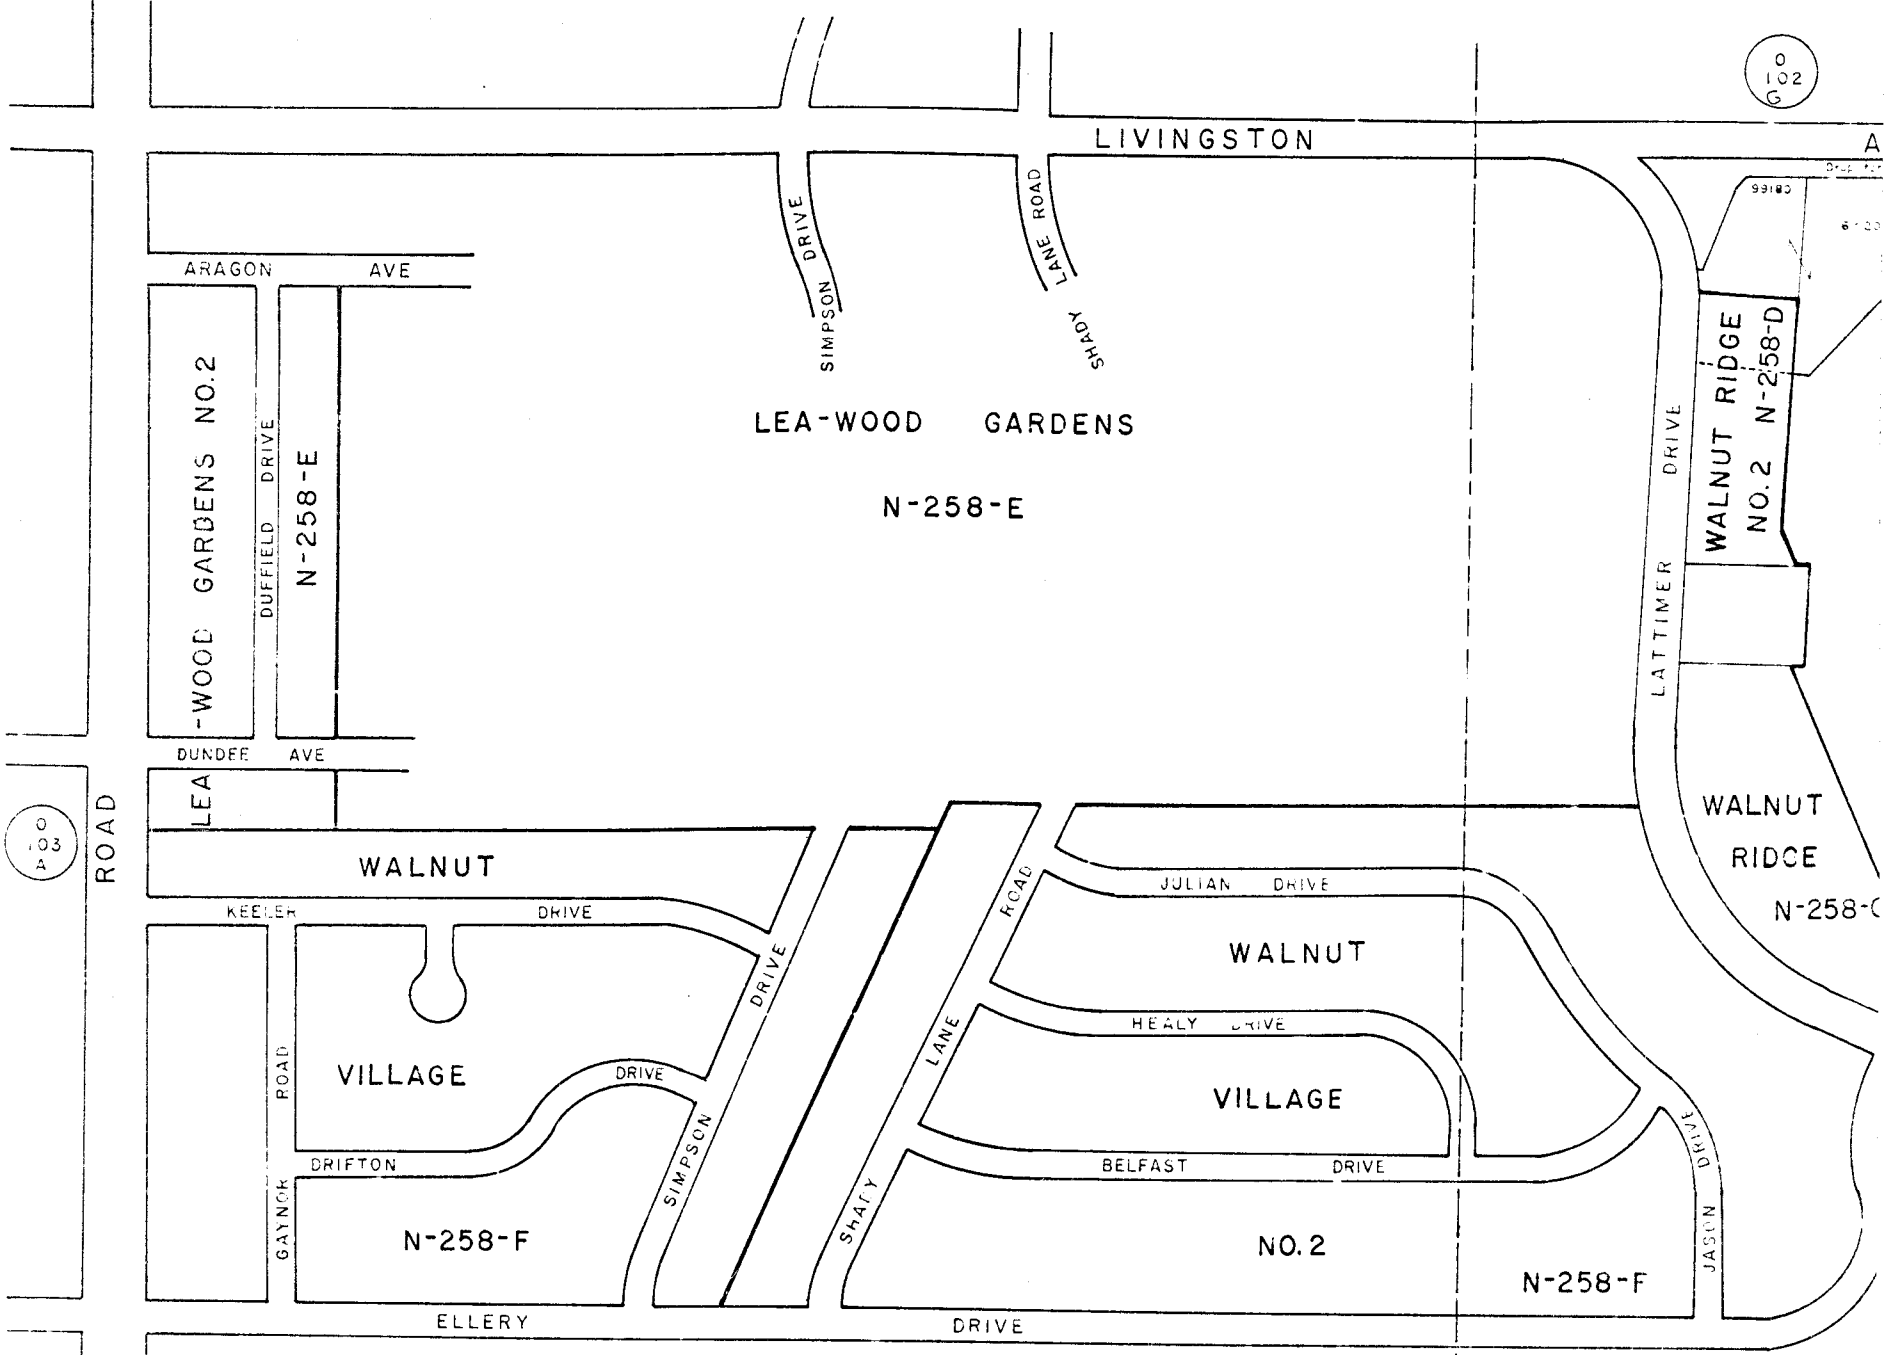 0
102
G
LIVINGSTON
A
99180
SIMPSON DRIVE
SHADY LANE ROAD
ARAGON AVE
LEA-WOOD GARDENS NO.2
DUFFIELD DRIVE
N-258-E
LEA-WOOD GARDENS
N-258-E
WALNUT RIDGE
NO.2 N-258-D
LATTIMER DRIVE
DUNDEE AVE
0
103
A
ROAD
WALNUT
RIDGE
N-258-C
WALNUT
KEELER DRIVE
JULIAN DRIVE
WALNUT
SIMPSON DRIVE
SHADY LANE ROAD
HEALY DRIVE
VILLAGE
DRIFTON DRIVE
GAYNOR ROAD
VILLAGE
BELFAST DRIVE
JASON DRIVE
N-258-F
NO.2
N-258-F
ELLERY DRIVE